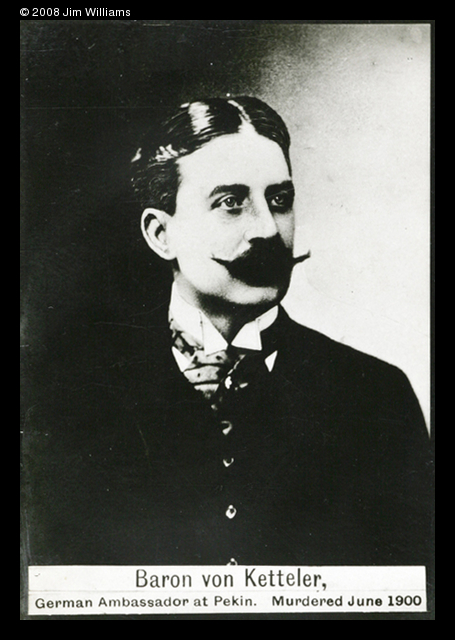 © 2008 Jim Williams
Baron von Ketteler,
German Ambassador at Pekin. Murdered June 1900